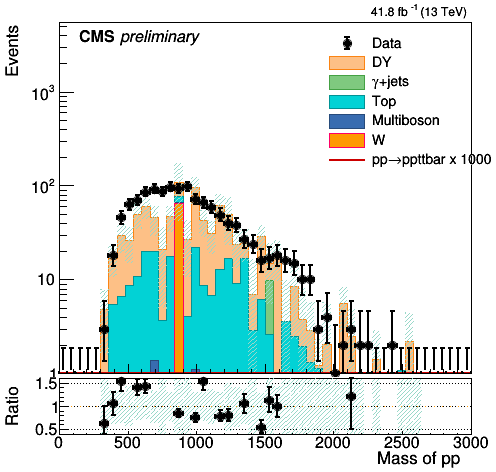 41.8 fb⁻¹ (13 TeV)
CMS preliminary
Events
Data
DY
γ+jets
Top
Multiboson
W
pp→ppttbar x 1000
10³
10²
10
1
Ratio
1.5
1
0.5
0 500 1000 1500 2000 2500 3000
Mass of pp